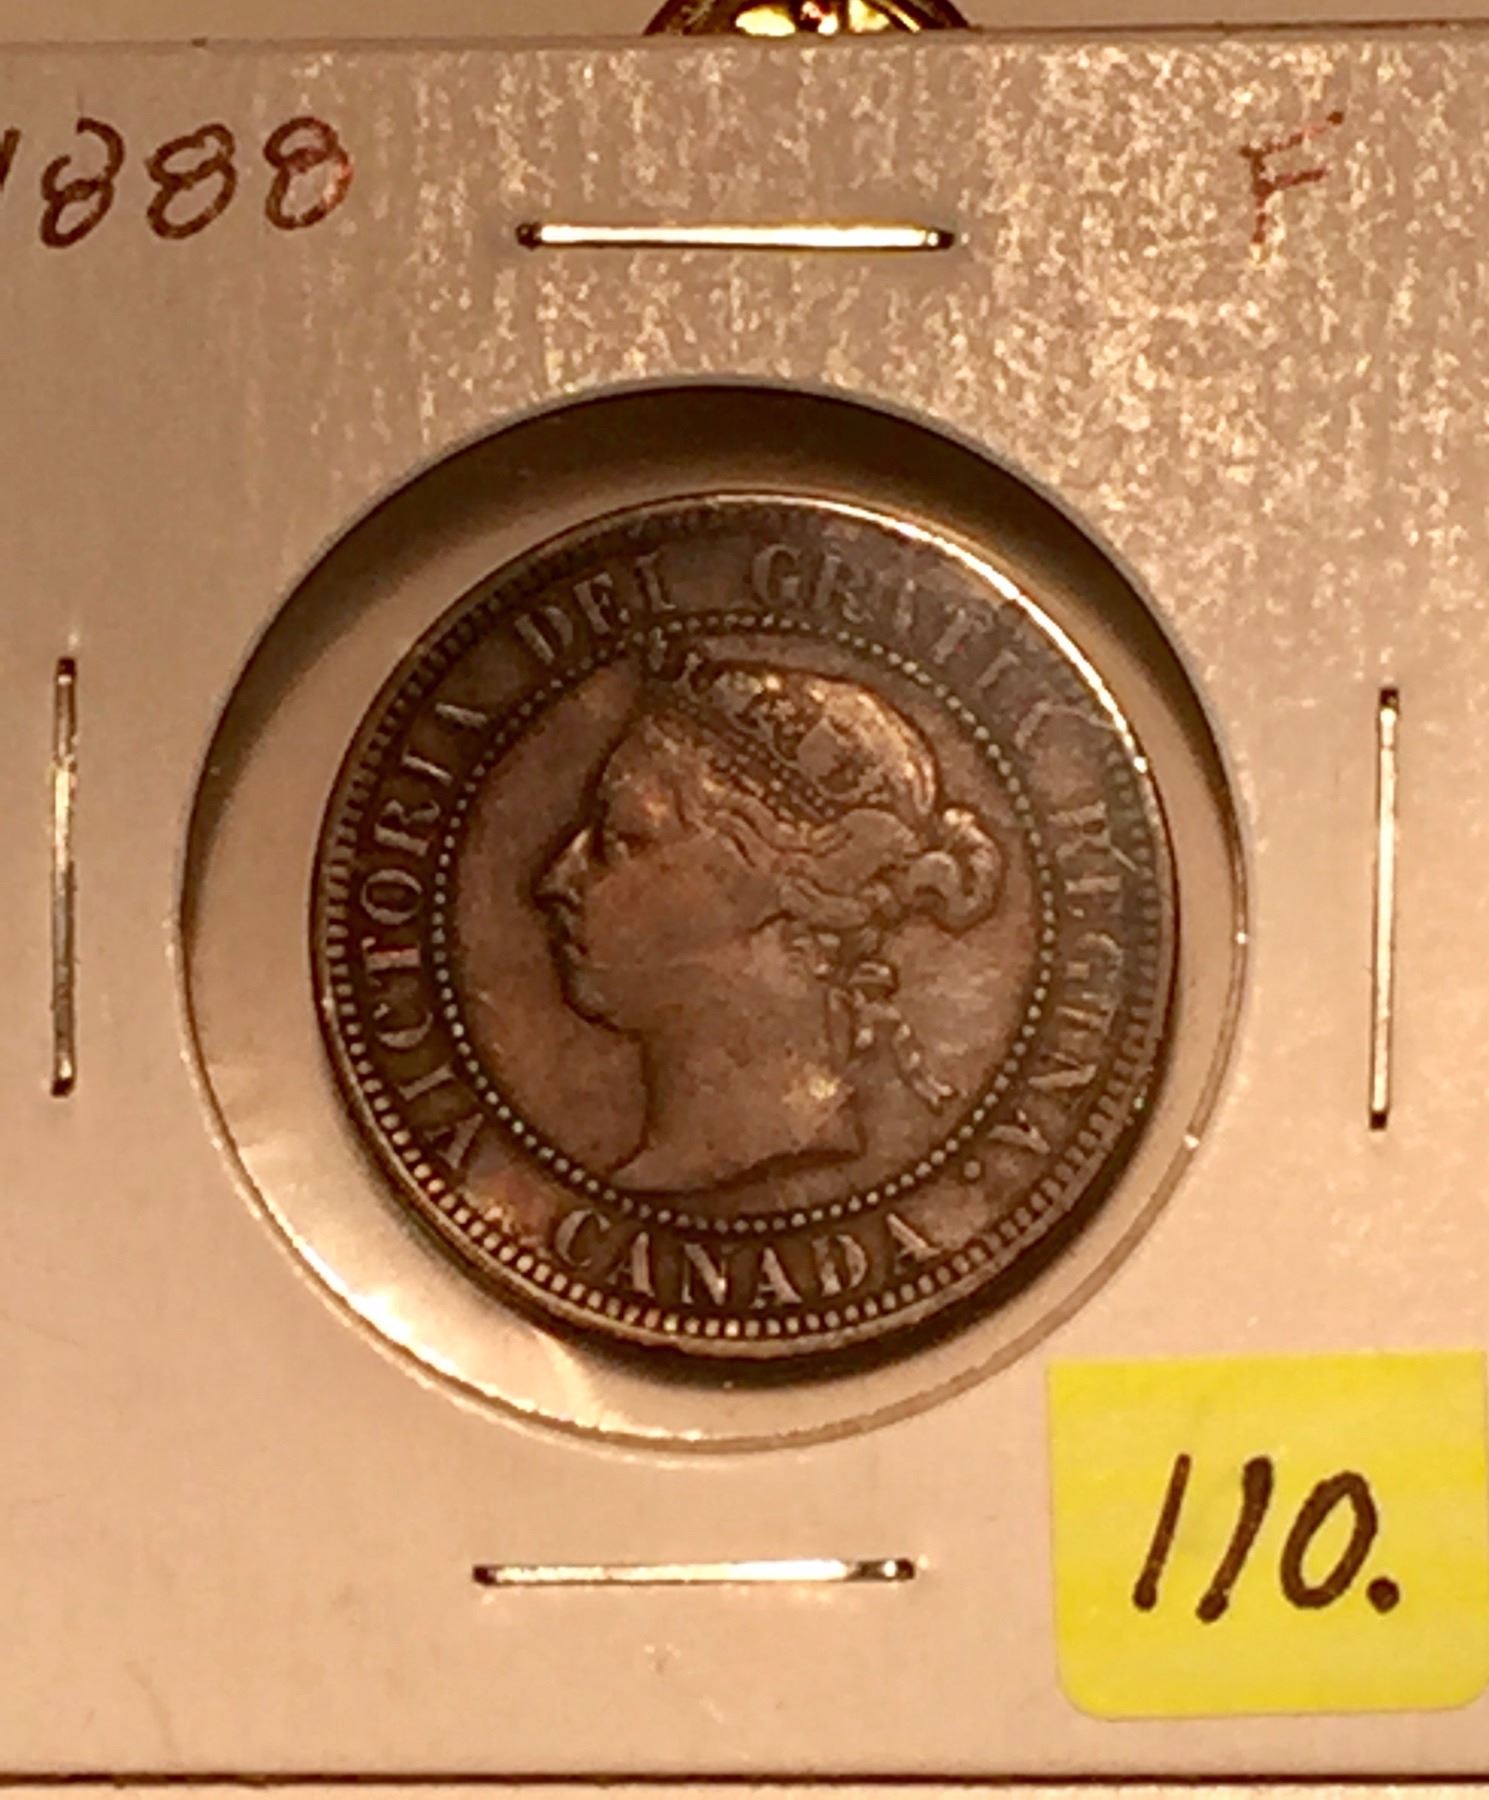 1888 F
VICTORIA DEI GRATIA REGINA.
CANADA
110.